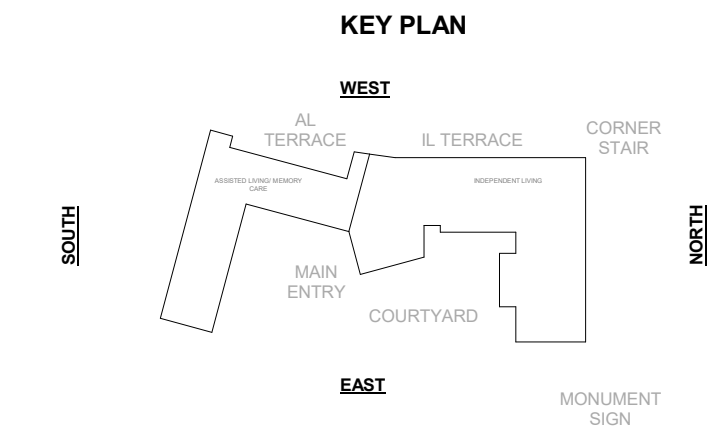 KEY PLAN
WEST
AL
TERRACE
IL TERRACE
CORNER
STAIR
ASSISTED LIVING/ MEMORY
CARE
INDEPENDENT LIVING
SOUTH
NORTH
MAIN
ENTRY
COURTYARD
EAST
MONUMENT
SIGN